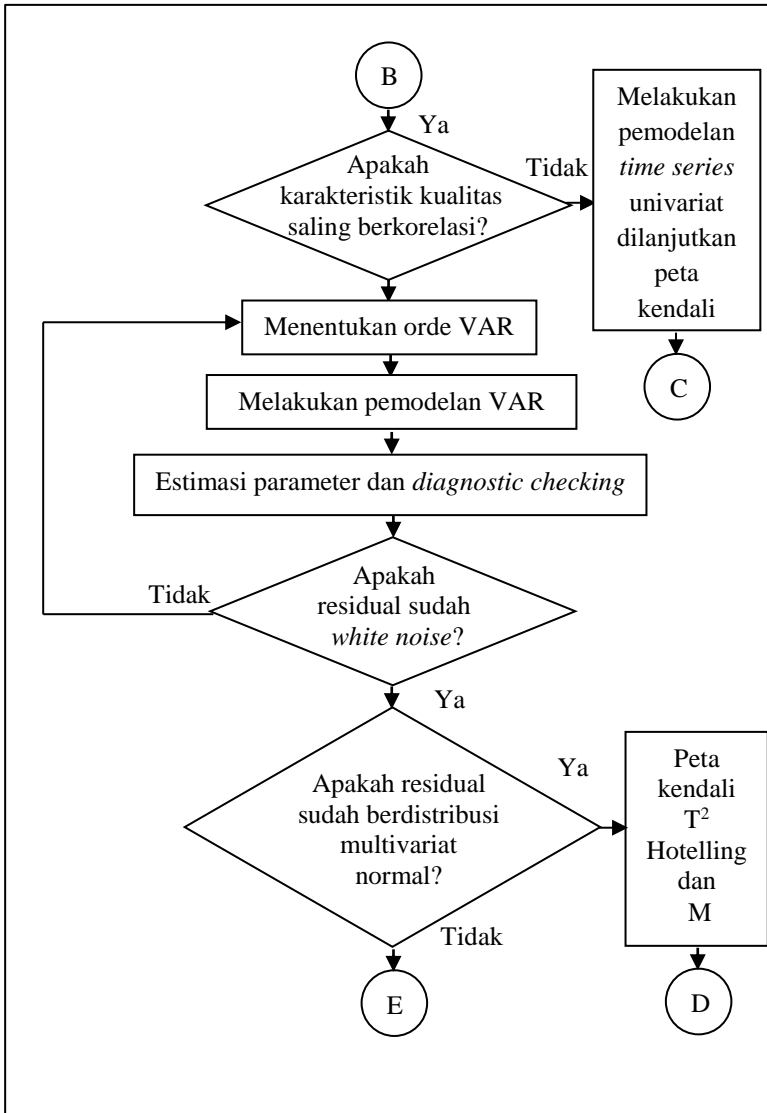 B
Ya
Apakah
karakteristik kualitas
saling berkorelasi?
Tidak
Melakukan
pemodelan
time series
univariat
dilanjutkan
peta
kendali
C
Menentukan orde VAR
Melakukan pemodelan VAR
Estimasi parameter dan diagnostic checking
Apakah
residual sudah
white noise?
Tidak
Ya
Apakah residual
sudah berdistribusi
multivariat
normal?
Ya
Peta
kendali
T²
Hotelling
dan
M
Tidak
E
D